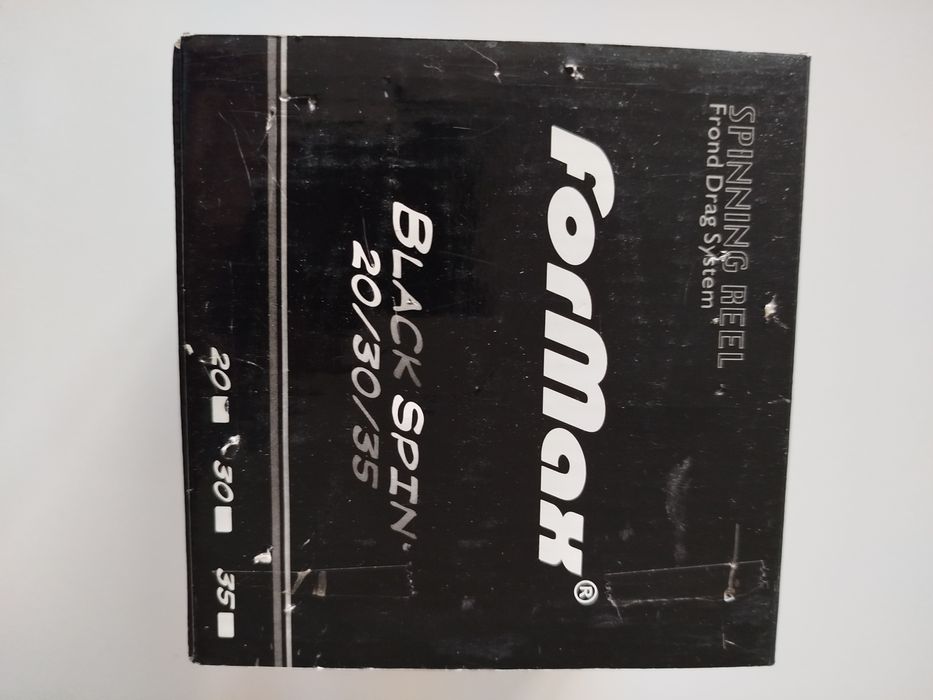 SPINNING REEL
Frond Drag System
ForMax®
BLACK SPIN
20/30/35
20 30 35